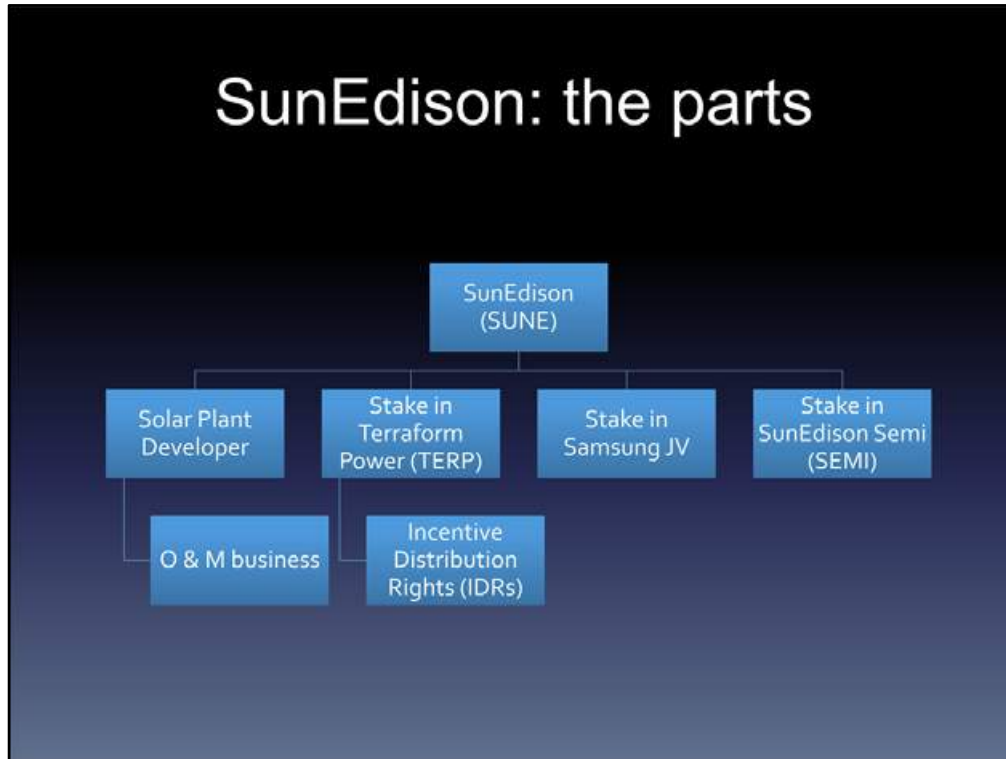 SunEdison: the parts
SunEdison
(SUNE)
Solar Plant
Developer
Stake in
Terraform
Power (TERP)
Stake in
Samsung JV
Stake in
SunEdison Semi
(SEMI)
O & M business
Incentive
Distribution
Rights (IDRs)